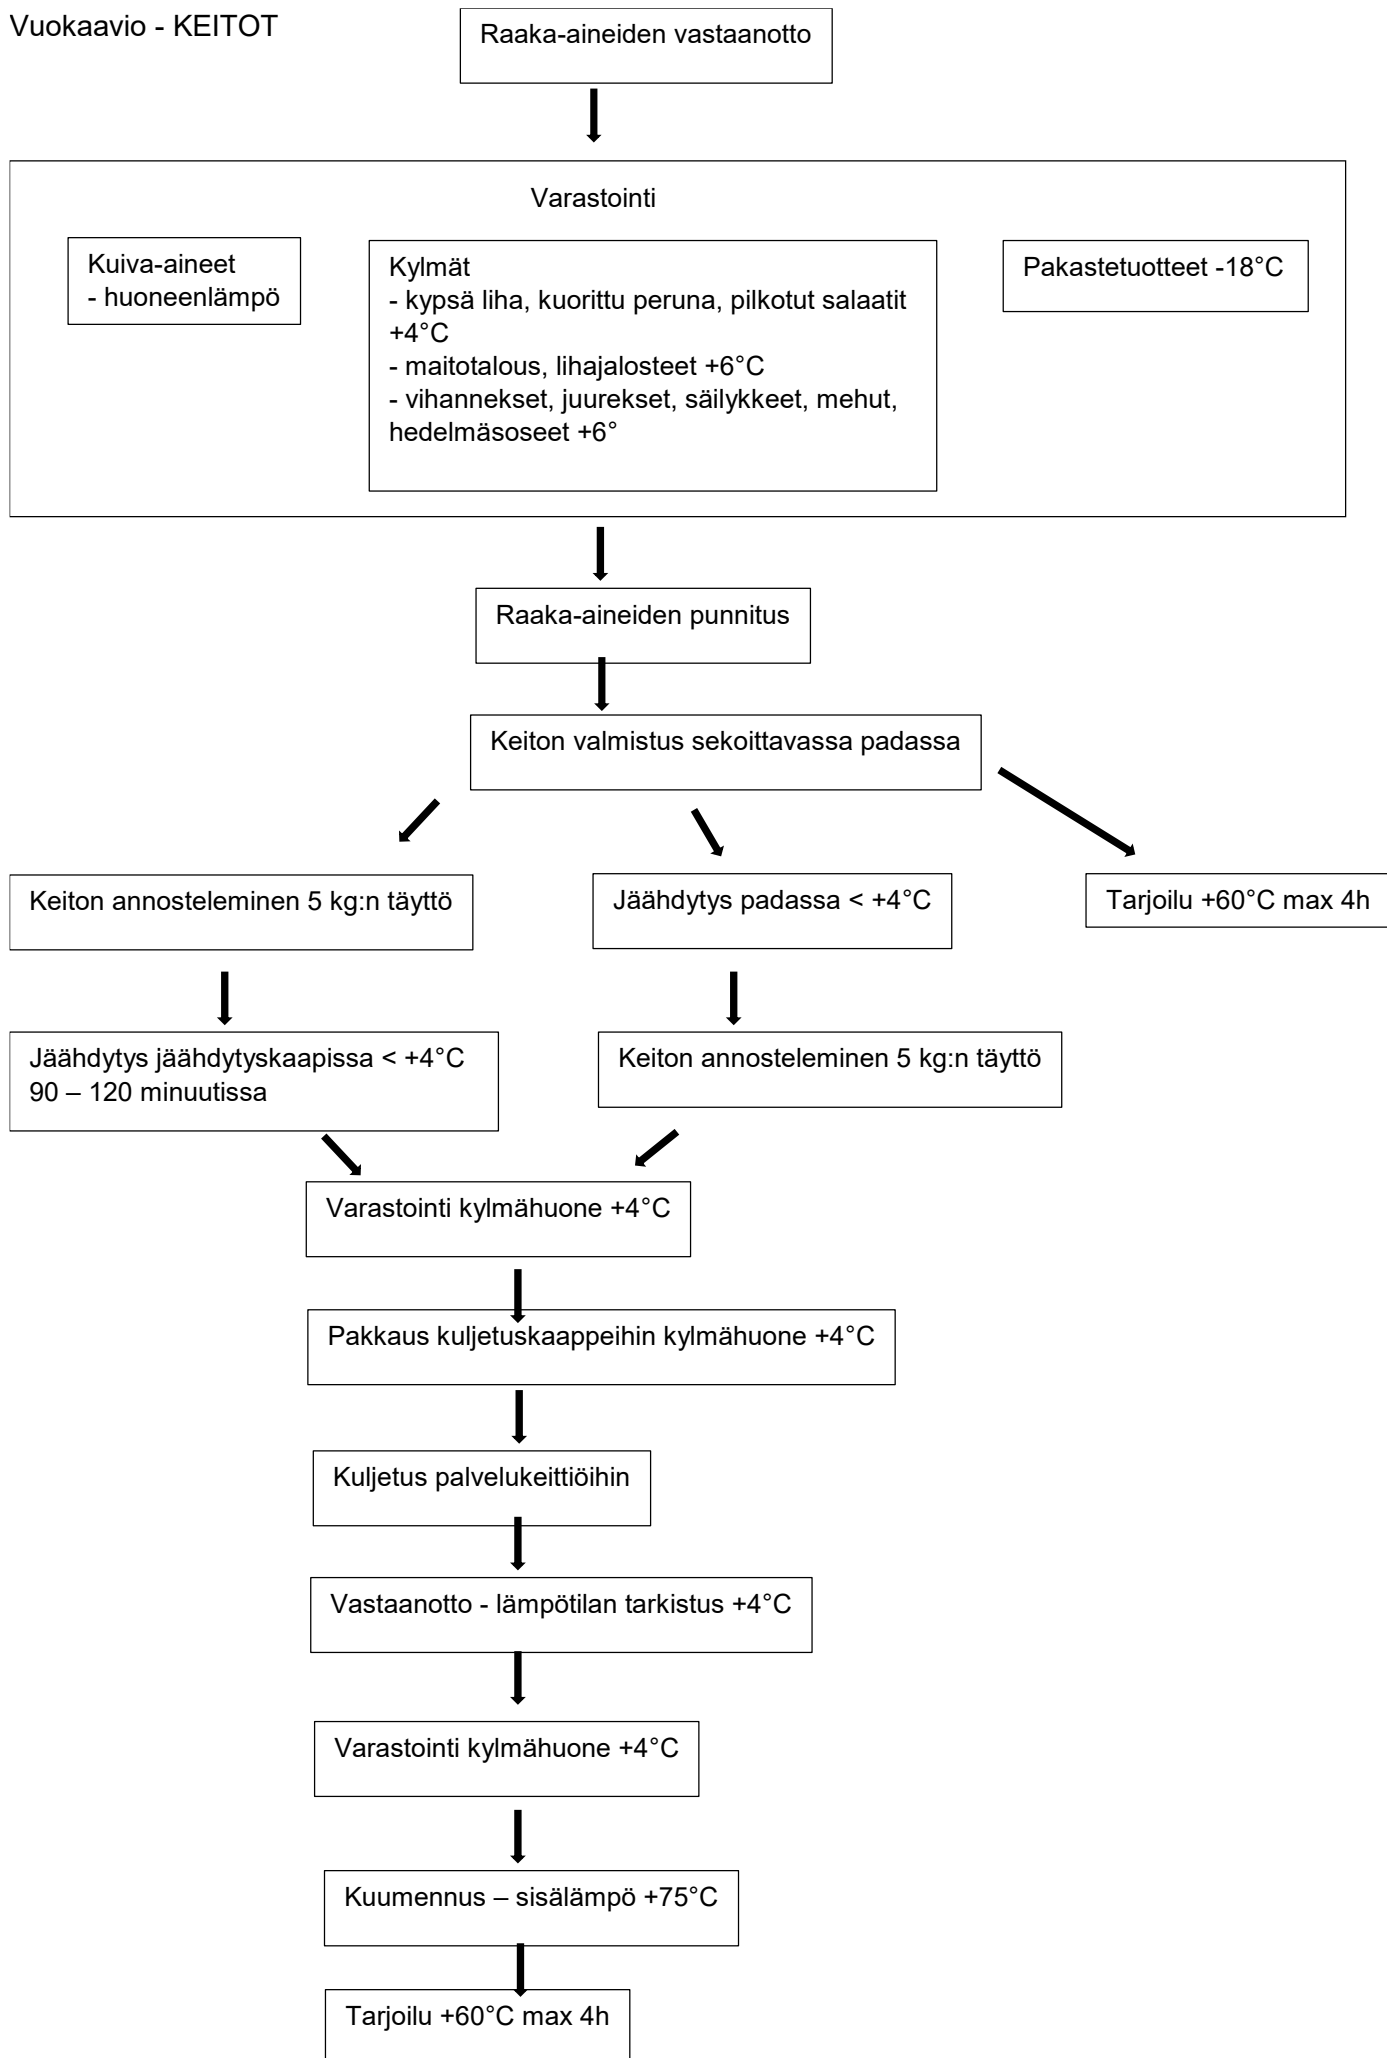 Vuokaavio - KEITOT
Raaka-aineiden vastaanotto
Varastointi
Kuiva-aineet
- huoneenlämpö
Kylmät
- kypsä liha, kuorittu peruna, pilkotut salaatit
+4°C
- maitotalous, lihajalosteet +6°C
- vihannekset, juurekset, säilykkeet, mehut,
hedelmäsoseet +6°
Pakastetuotteet -18°C
Raaka-aineiden punnitus
Keiton valmistus sekoittavassa padassa
Keiton annosteleminen 5 kg:n täyttö
Jäähdytys padassa < +4°C
Tarjoilu +60°C max 4h
Jäähdytys jäähdytyskaapissa < +4°C
90 – 120 minuutissa
Keiton annosteleminen 5 kg:n täyttö
Varastointi kylmähuone +4°C
Pakkaus kuljetuskaappeihin kylmähuone +4°C
Kuljetus palvelukeittiöihin
Vastaanotto - lämpötilan tarkistus +4°C
Varastointi kylmähuone +4°C
Kuumennus – sisälämpö +75°C
Tarjoilu +60°C max 4h